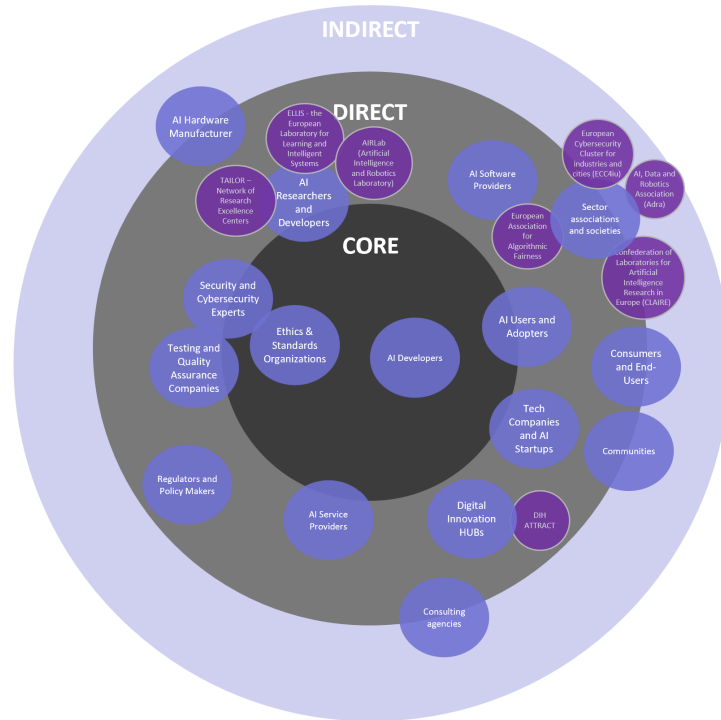 INDIRECT
DIRECT
CORE
AI Hardware
Manufacturer
ELLIS - the
European
Laboratory for
Learning and
Intelligent
Systems
AIRLab
(Artificial
Intelligence
and Robotics
Laboratory)
TAILOR –
Network of
Research
Excellence
Centers
AI
Researchers
and
Developers
AI Software
Providers
European
Cybersecurity
Cluster for
industries and
cities (ECC4iu)
AI, Data and
Robotics
Association
(Adra)
Sector
associations
and societies
European
Association
for
Algorithmic
Fairness
Confederation of
Laboratories for
Artificial
Intelligence
Research in
Europe (CLAIRE)
Security and
Cybersecurity
Experts
Ethics &
Standards
Organizations
AI Developers
AI Users and
Adopters
Testing and
Quality
Assurance
Companies
Consumers
and End-
Users
Tech
Companies
and AI
Startups
Communities
Regulators and
Policy Makers
AI Service
Providers
Digital
Innovation
HUBs
DIH
ATTRACT
Consulting
agencies